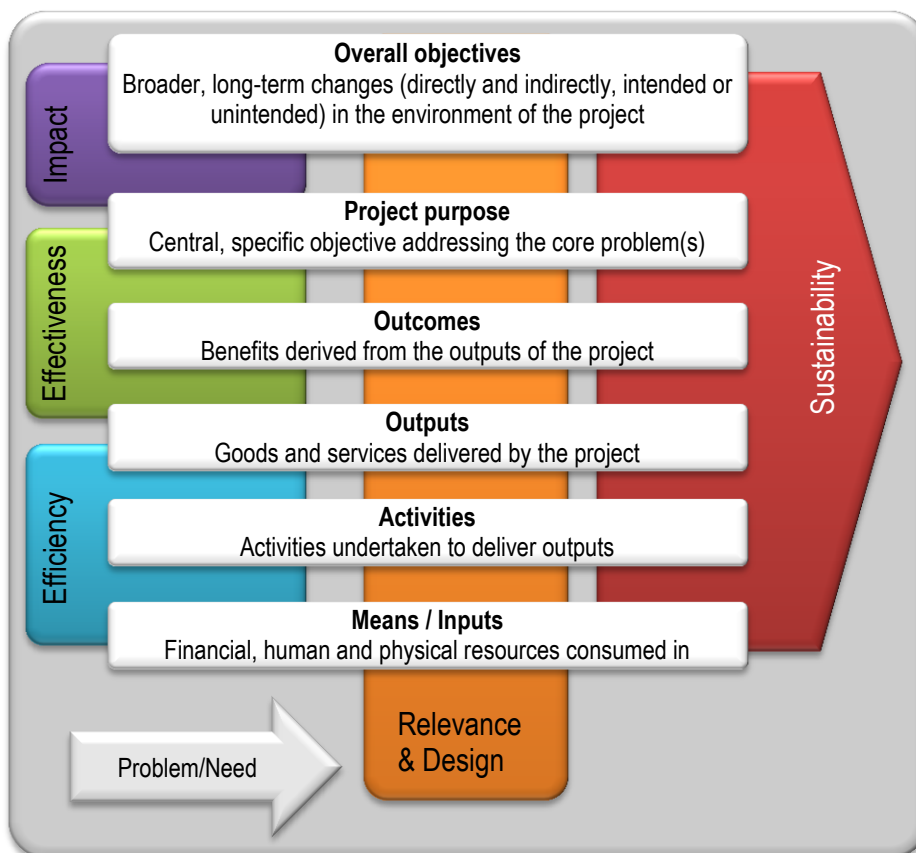 Overall objectives
Broader, long-term changes (directly and indirectly, intended or
unintended) in the environment of the project
Impact
Project purpose
Central, specific objective addressing the core problem(s)
Effectiveness
Outcomes
Benefits derived from the outputs of the project
Sustainability
Outputs
Goods and services delivered by the project
Efficiency
Activities
Activities undertaken to deliver outputs
Means / Inputs
Financial, human and physical resources consumed in
Relevance
& Design
Problem/Need